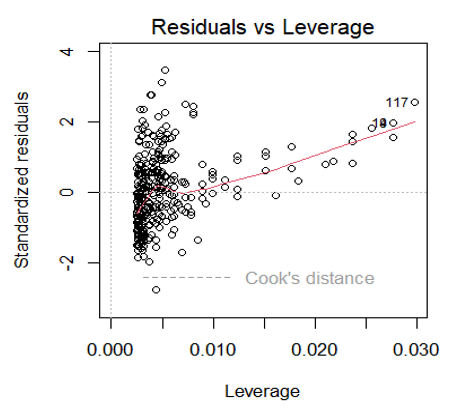 Residuals vs Leverage
Standardized residuals
4
2
0
-2
117
Cook's distance
0.000
0.010
0.020
0.030
Leverage